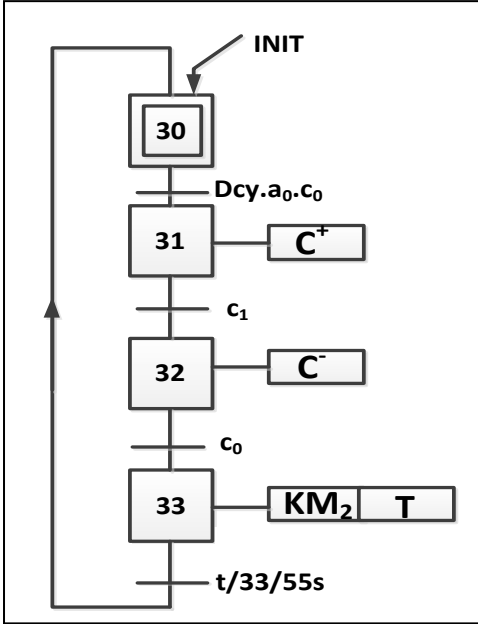 INIT
30
Dcy.a₀.c₀
31
C⁺
c₁
32
C⁻
c₀
33
KM₂ T
t/33/55s